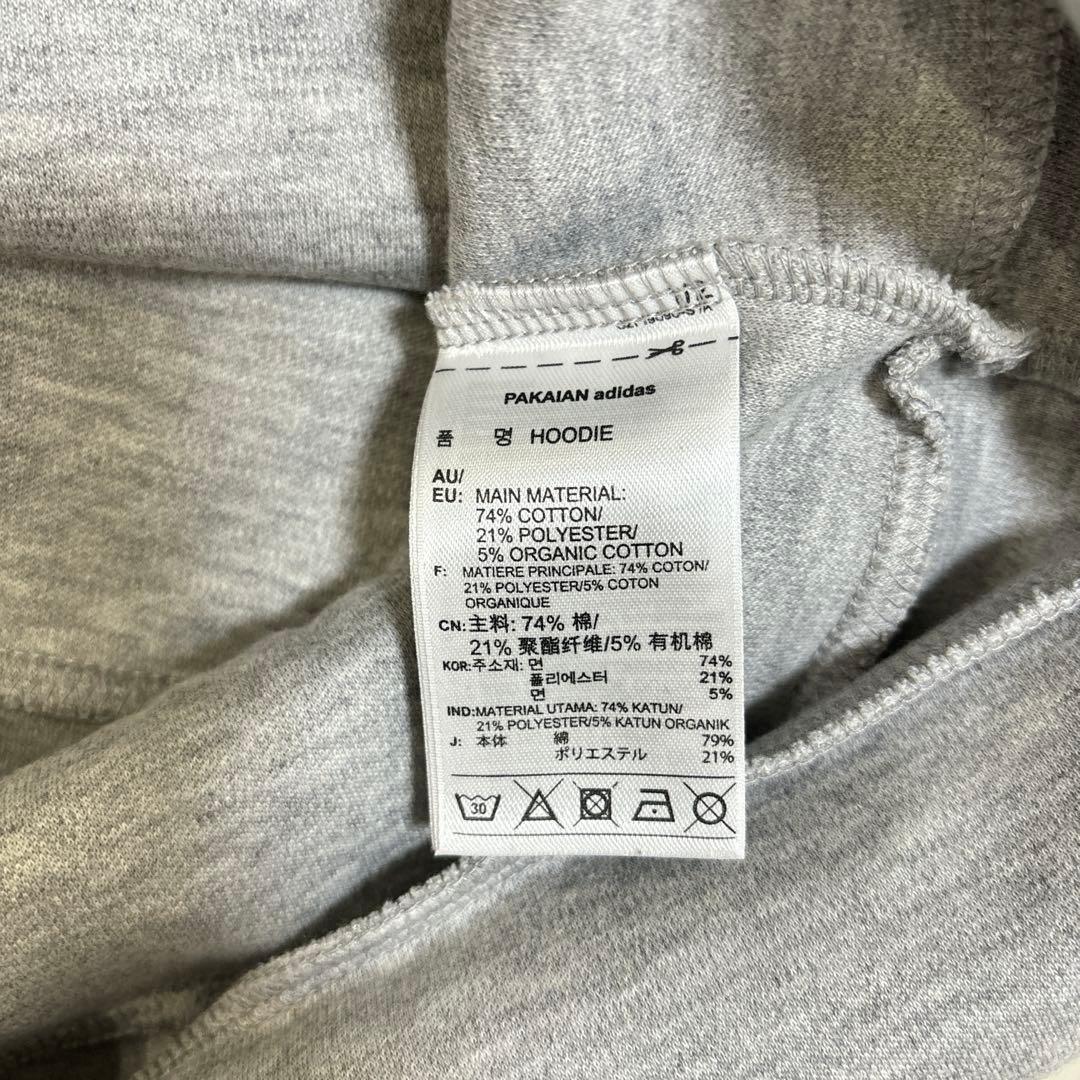 PAKAIAN adidas
품 명 HOODIE
AU/
EU: MAIN MATERIAL:
74% COTTON/
21% POLYESTER/
5% ORGANIC COTTON
F: MATIERE PRINCIPALE: 74% COTON/
21% POLYESTER/5% COTON
ORGANIQUE
CN: 主料: 74% 棉/
21% 聚酯纤维/5% 有机棉
KOR: 주소재: 면 74%
폴리에스터 21%
면 5%
IND: MATERIAL UTAMA: 74% KATUN/
21% POLYESTER/5% KATUN ORGANIK
J: 本体 綿 79%
ポリエステル 21%
30